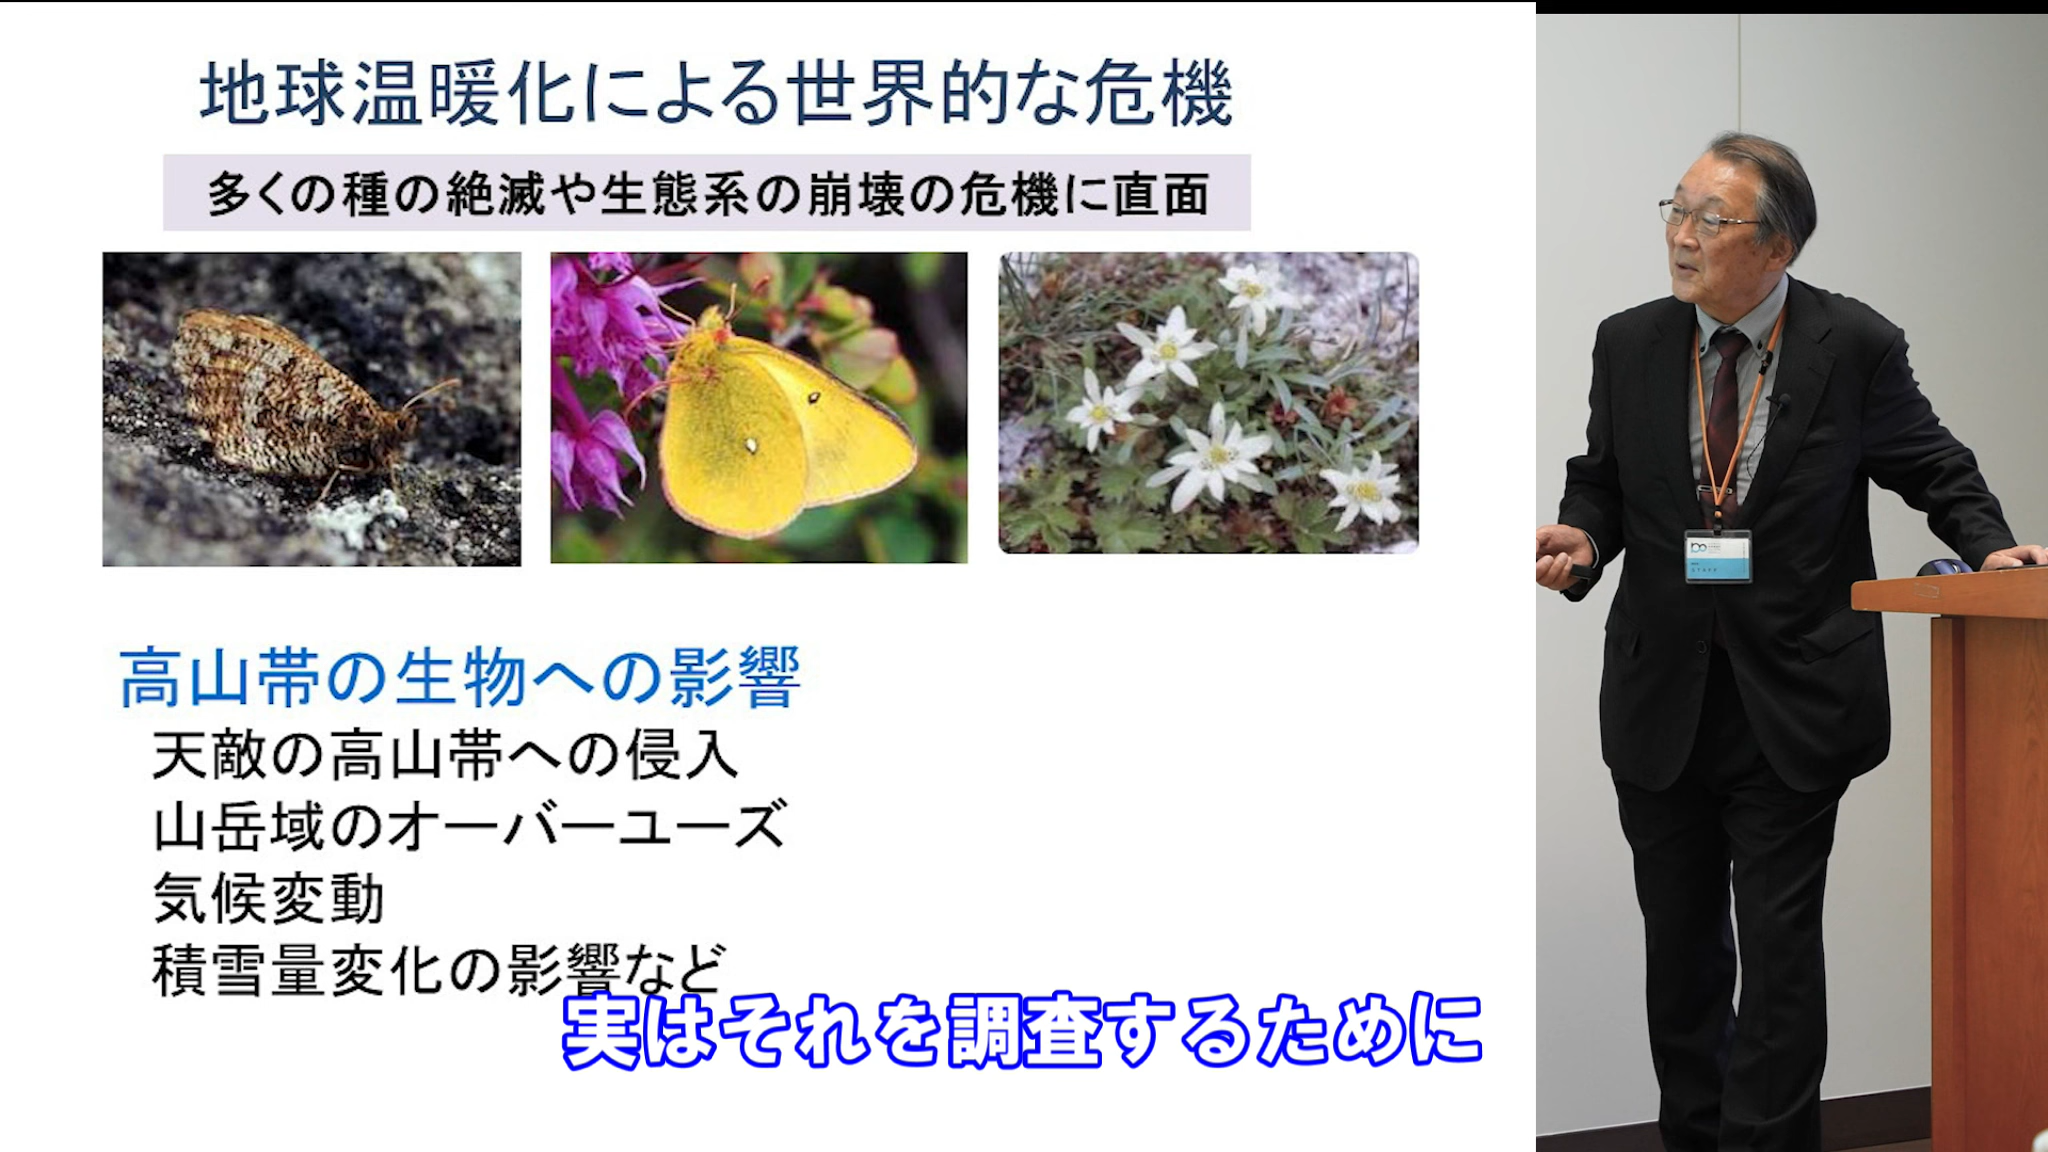 地球温暖化による世界的な危機
多くの種の絶滅や生態系の崩壊の危機に直面
高山帯の生物への影響
天敵の高山帯への侵入
山岳域のオーバーユーズ
気候変動
積雪量変化の影響など
実はそれを調査するために